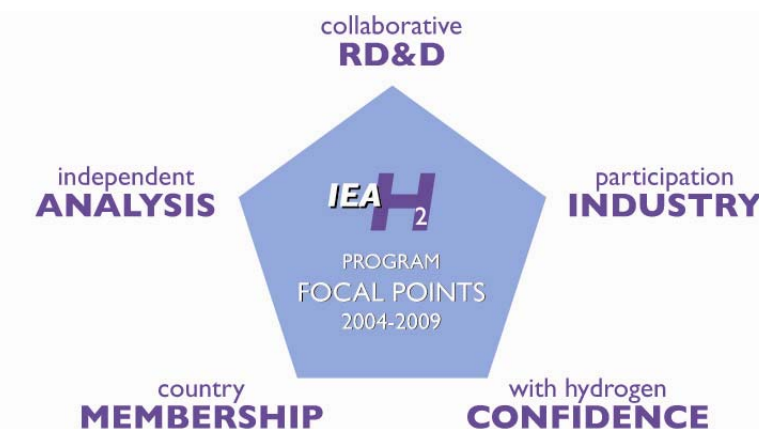 collaborative
RD&D
independent
ANALYSIS
participation
INDUSTRY
IEA H2
PROGRAM
FOCAL POINTS
2004-2009
country
MEMBERSHIP
with hydrogen
CONFIDENCE